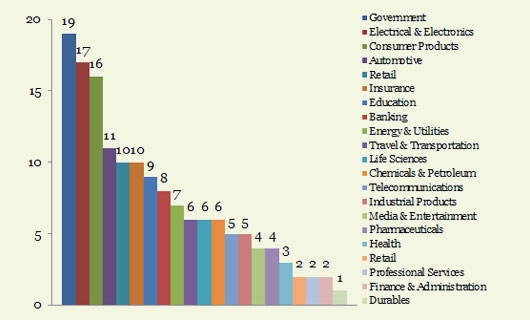 20
15
10
5
0
19
17
16
11
10
10
9
8
7
6
6
6
5
5
4
4
3
2
2
2
1
Government
Electrical & Electronics
Consumer Products
Automotive
Retail
Insurance
Education
Banking
Energy & Utilities
Travel & Transportation
Life Sciences
Chemicals & Petroleum
Telecommunications
Industrial Products
Media & Entertainment
Pharmaceuticals
Health
Retail
Professional Services
Finance & Administration
Durables